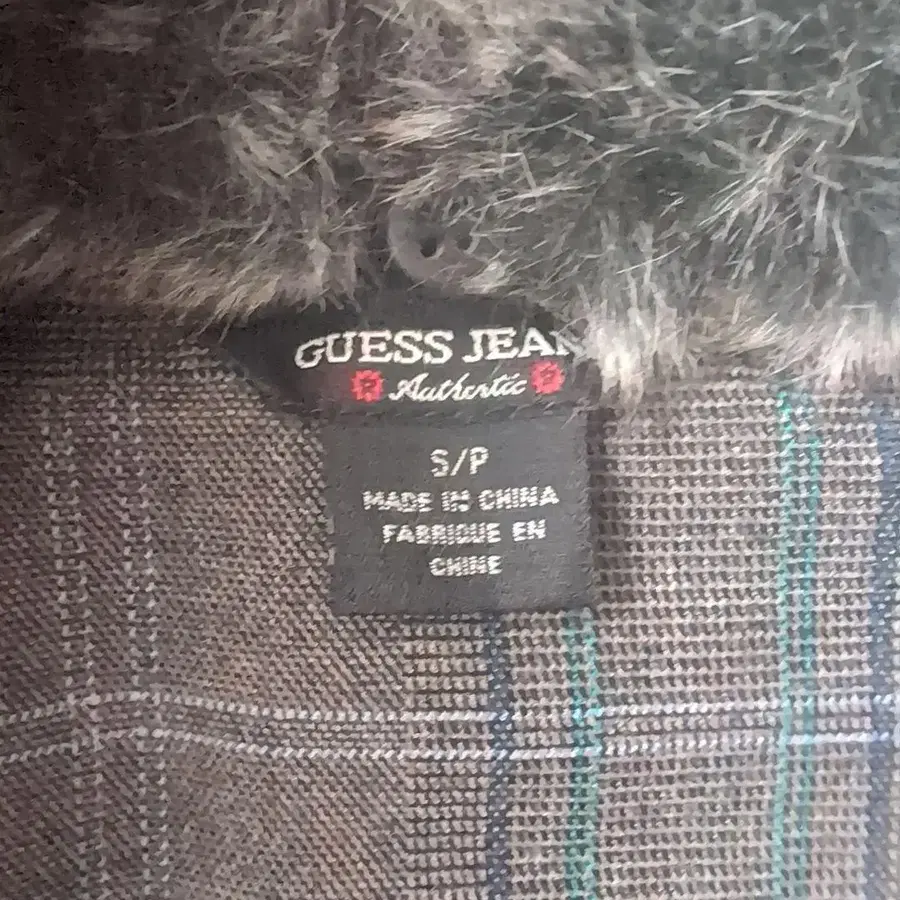 GUESS JEAN
Authentic
S/P
MADE IN CHINA
FABRIQUE EN
CHINE